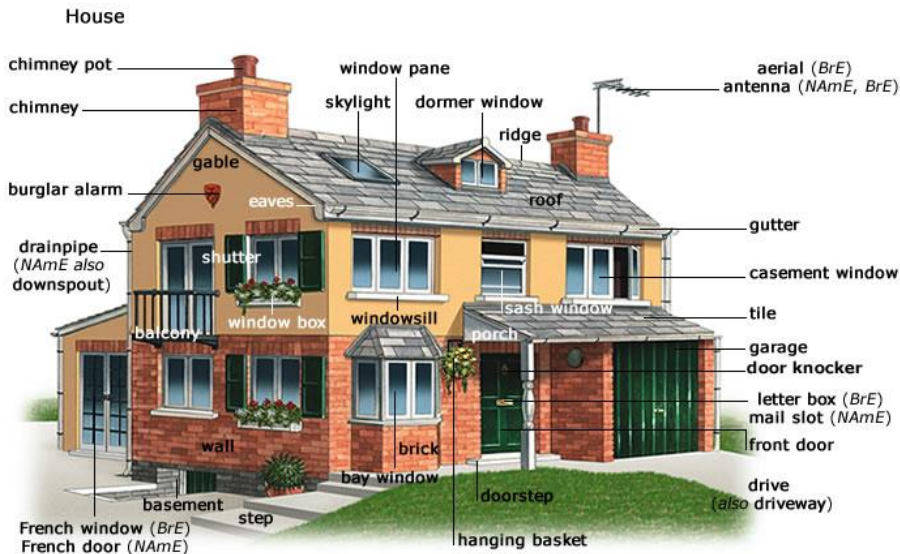 House
chimney pot
window pane
aerial (BrE)
antenna (NAmE, BrE)
chimney
skylight
dormer window
ridge
gable
burglar alarm
eaves
roof
gutter
drainpipe
(NAmE also
downspout)
shutter
casement window
balcony
window box
windowsill
sash window
tile
porch
garage
door knocker
letter box (BrE)
mail slot (NAmE)
wall
brick
front door
bay window
basement
step
doorstep
drive
(also driveway)
French window (BrE)
French door (NAmE)
hanging basket